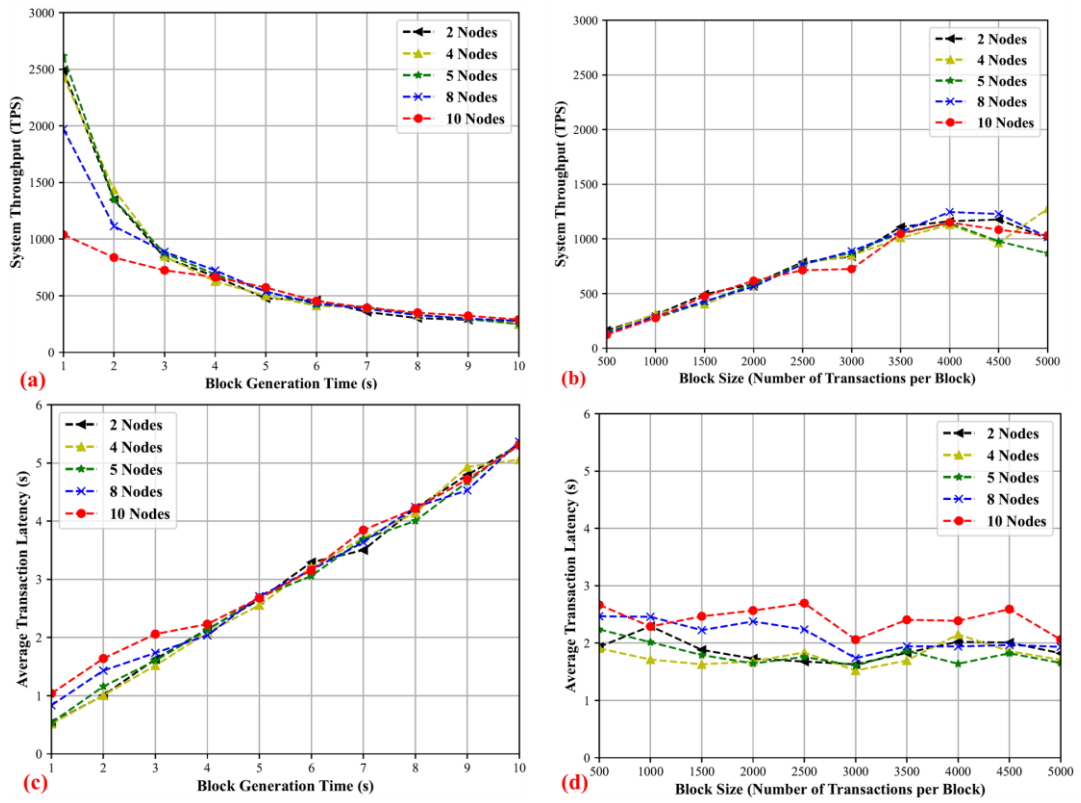 3000
2500
2000
1500
1000
500
0
System Throughput (TPS)
2 Nodes
4 Nodes
5 Nodes
8 Nodes
10 Nodes
1 2 3 4 5 6 7 8 9 10
Block Generation Time (s)
(a)
3000
2500
2000
1500
1000
500
0
System Throughput (TPS)
2 Nodes
4 Nodes
5 Nodes
8 Nodes
10 Nodes
500 1000 1500 2000 2500 3000 3500 4000 4500 5000
Block Size (Number of Transactions per Block)
(b)
6
5
4
3
2
1
0
Average Transaction Latency (s)
2 Nodes
4 Nodes
5 Nodes
8 Nodes
10 Nodes
1 2 3 4 5 6 7 8 9 10
Block Generation Time (s)
(c)
6
5
4
3
2
1
0
Average Transaction Latency (s)
2 Nodes
4 Nodes
5 Nodes
8 Nodes
10 Nodes
500 1000 1500 2000 2500 3000 3500 4000 4500 5000
Block Size (Number of Transactions per Block)
(d)